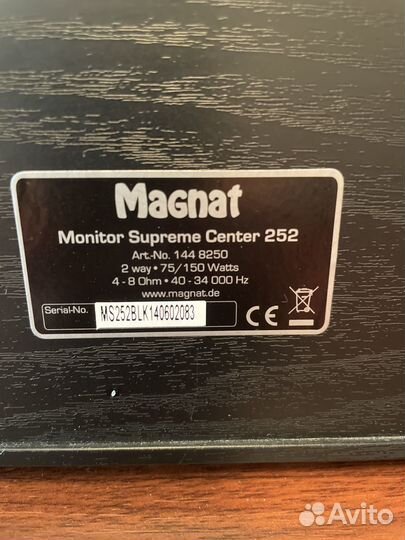 Magnat
Monitor Supreme Center 252
Art.-No. 144 8250
2 way • 75/150 Watts
4 - 8 Ohm • 40 - 34 000 Hz
www.magnat.de
Serial-No. MS252BLK140602083
CE
Avito